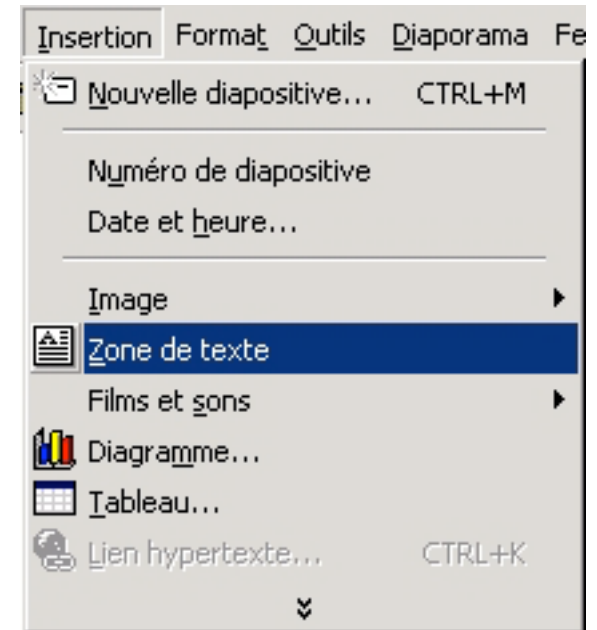 Insertion Format Outils Diaporama Fe
Nouvelle diapositive... CTRL+M
Numéro de diapositive
Date et heure...
Image
Zone de texte
Films et sons
Diagramme...
Tableau...
Lien hypertexte... CTRL+K